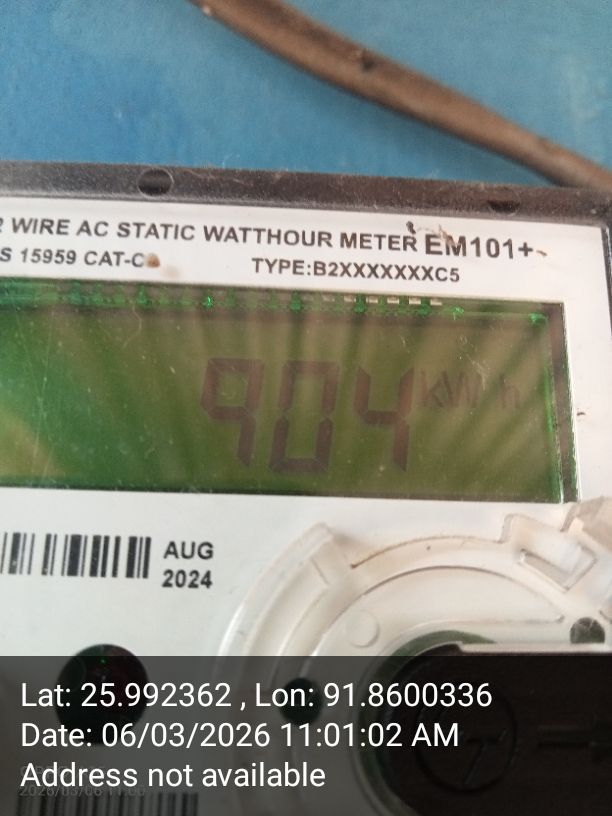 WIRE AC STATIC WATTHOUR METER EM101+
S 15959 CAT-C
TYPE:B2XXXXXXXC5
904 kWh
AUG
2024
Lat: 25.992362 , Lon: 91.8600336
Date: 06/03/2026 11:01:02 AM
Address not available